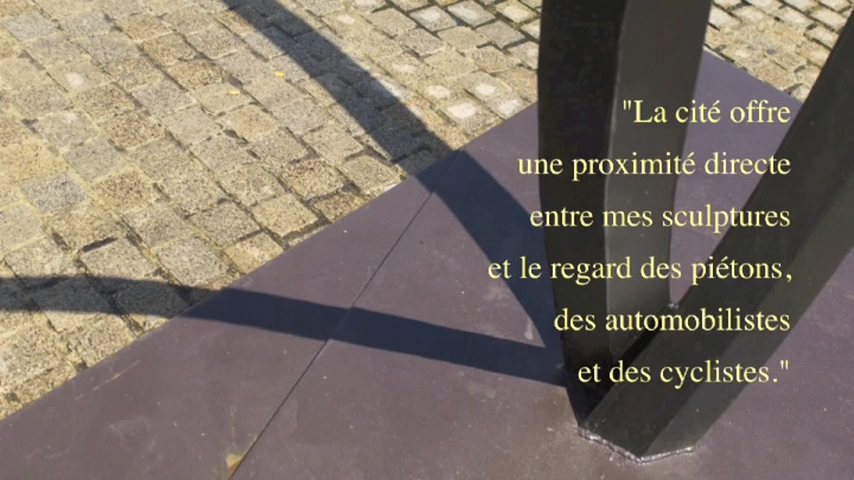 "La cité offre
une proximité directe
entre mes sculptures
et le regard des piétons,
des automobilistes
et des cyclistes."